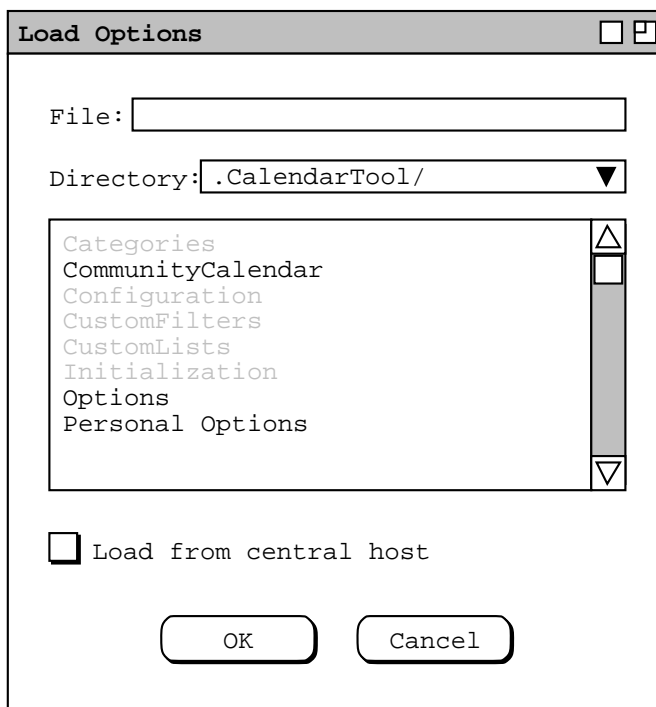 Load Options
File:
Directory: .CalendarTool/
Categories
CommunityCalendar
Configuration
CustomFilters
CustomLists
Initialization
Options
Personal Options
Load from central host
OK Cancel